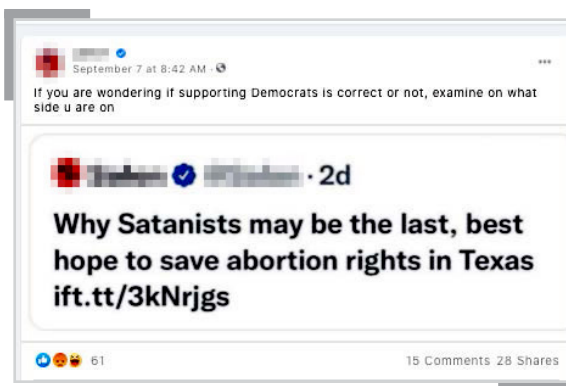 September 7 at 8:42 AM ·
If you are wondering if supporting Democrats is correct or not, examine on what
side u are on
· 2d
Why Satanists may be the last, best
hope to save abortion rights in Texas
ift.tt/3kNrjgs
61
15 Comments 28 Shares